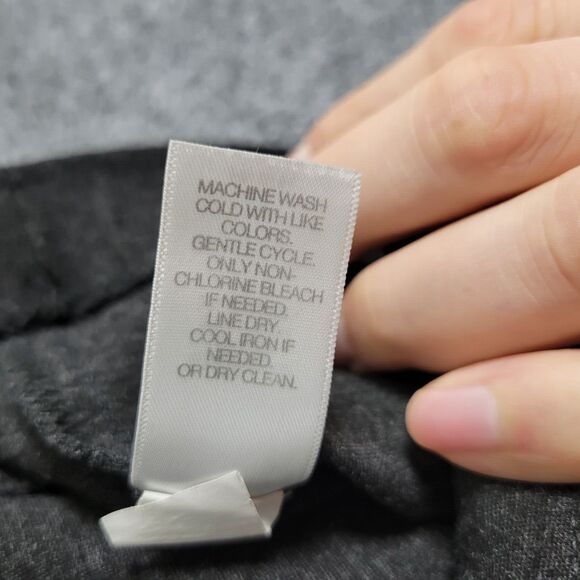 MACHINE WASH
COLD WITH LIKE
COLORS.
GENTLE CYCLE.
ONLY NON-
CHLORINE BLEACH
IF NEEDED.
LINE DRY.
COOL IRON IF
NEEDED.
OR DRY CLEAN.